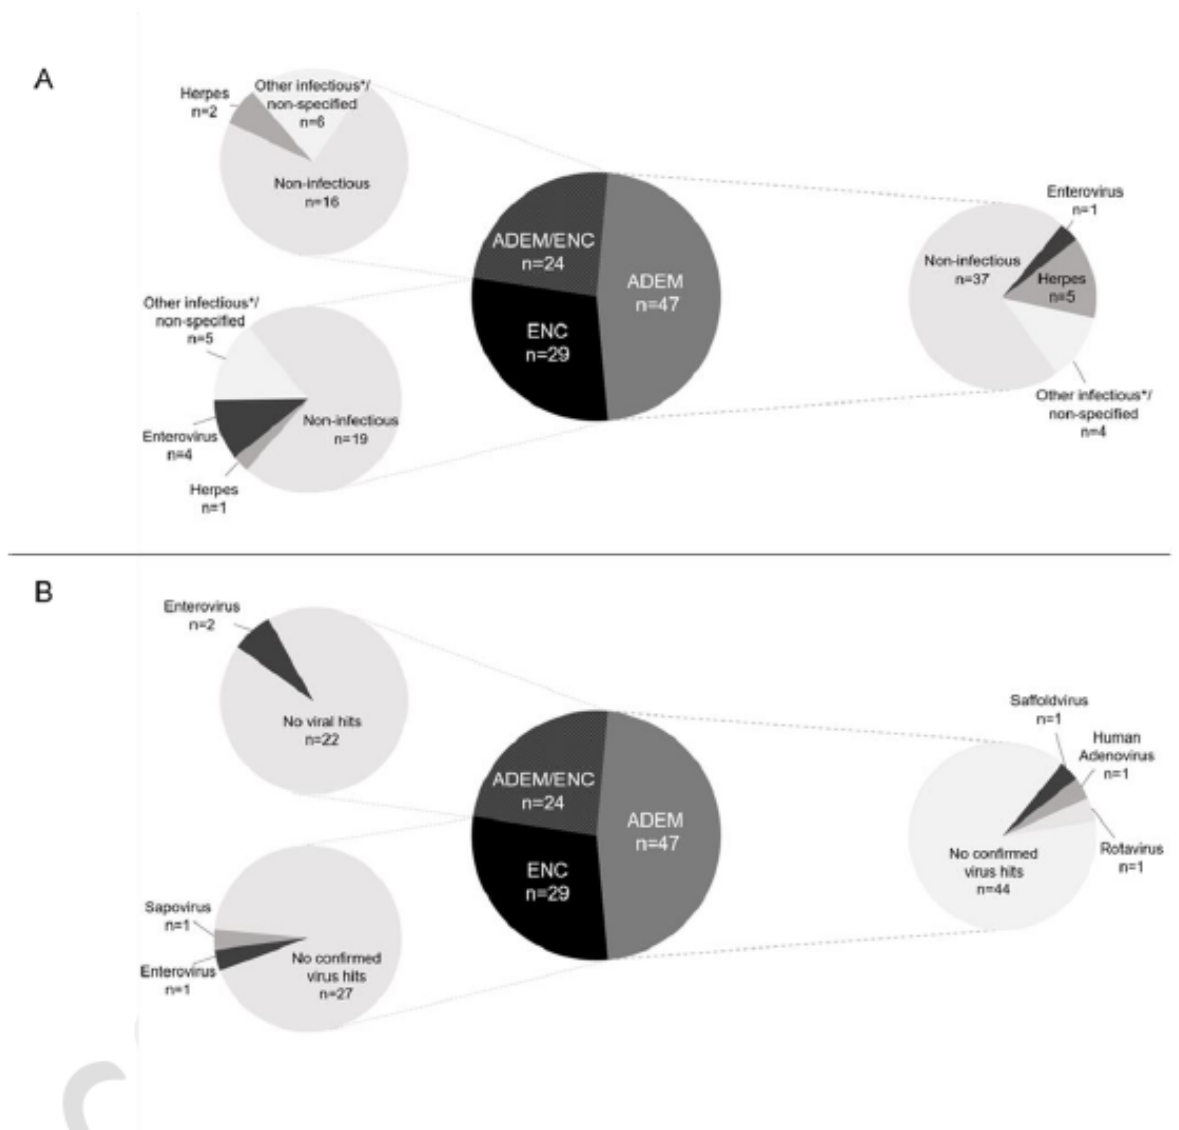 A
Herpes
n=2
Other infectious*/
non-specified
n=6
Non-infectious
n=16
ADEM/ENC
n=24
ADEM
n=47
ENC
n=29
Enterovirus
n=1
Non-infectious
n=37
Herpes
n=5
Other infectious*/
non-specified
n=4
Other infectious*/
non-specified
n=5
Non-infectious
n=19
Enterovirus
n=4
Herpes
n=1
B
Enterovirus
n=2
No viral hits
n=22
ADEM/ENC
n=24
ADEM
n=47
ENC
n=29
Saffoldvirus
n=1
Human
Adenovirus
n=1
Rotavirus
n=1
No confirmed
virus hits
n=44
Sapovirus
n=1
Enterovirus
n=1
No confirmed
virus hits
n=27